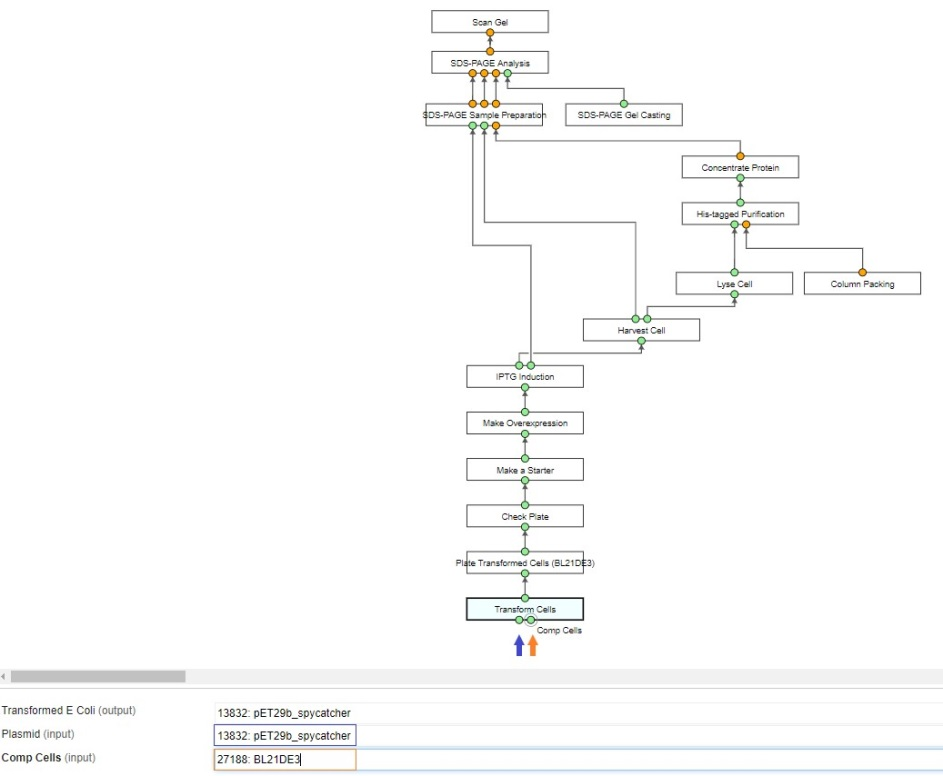 Scan Gel
SDS-PAGE Analysis
SDS-PAGE Sample Preparation
SDS-PAGE Gel Casting
Concentrate Protein
His-tagged Purification
Lyse Cell
Column Packing
Harvest Cell
IPTG Induction
Make Overexpression
Make a Starter
Check Plate
Plate Transformed Cells (BL21DE3)
Transform Cells
Comp Cells
Transformed E Coli (output) 13832: pET29b_spycatcher
Plasmid (input) 13832: pET29b_spycatcher
Comp Cells (input) 27188: BL21DE3